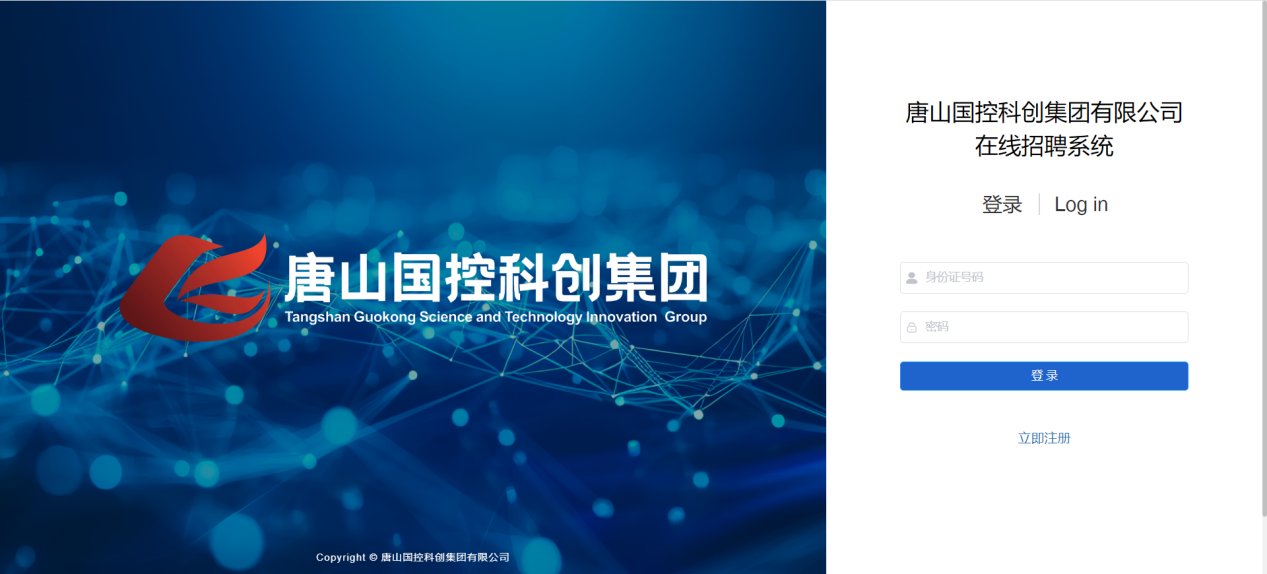 唐山国控科创集团
Tangshan Guokong Science and Technology Innovation Group
Copyright © 唐山国控科创集团有限公司
唐山国控科创集团有限公司
在线招聘系统
登录 | Log in
身份证号码
密码
登录
立即注册